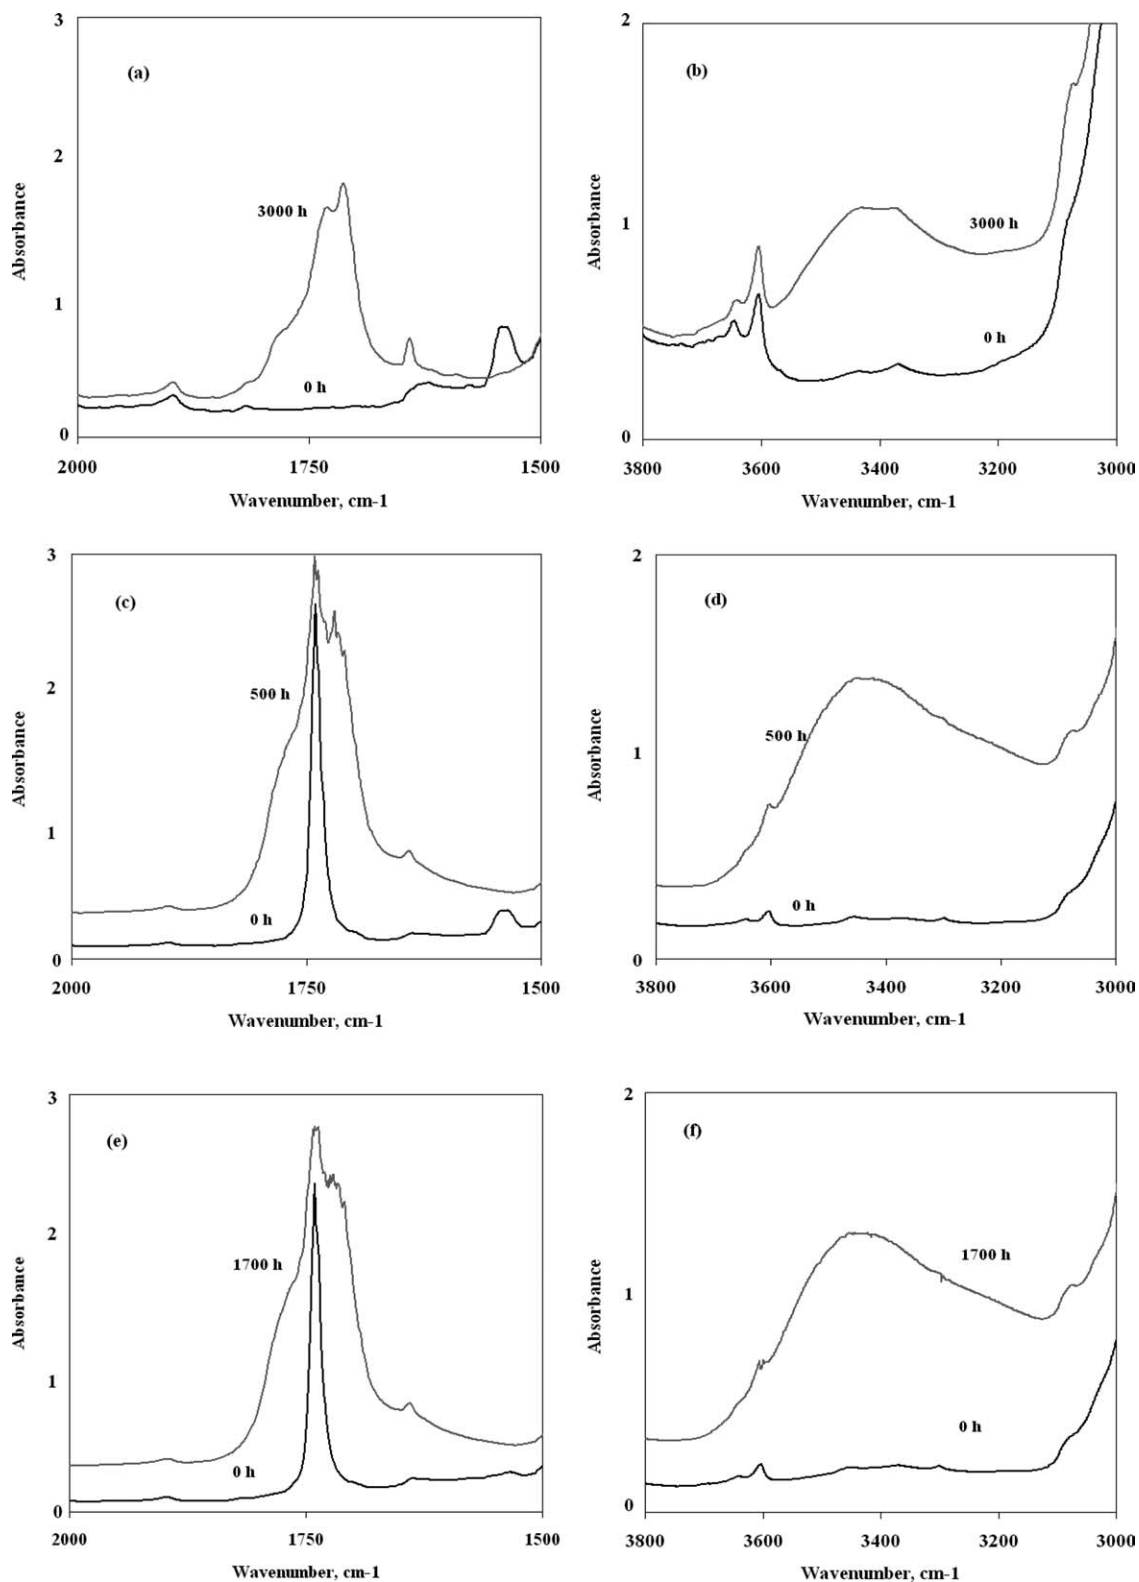 3
(a)
2
Absorbance
3000 h
1
0 h
0
2000 1750 1500
Wavenumber, cm-1
2
(b)
Absorbance
1
3000 h
0 h
0
3800 3600 3400 3200 3000
Wavenumber, cm-1
3
(c)
2
500 h
Absorbance
1
0 h
0
2000 1750 1500
Wavenumber, cm-1
2
(d)
500 h
1
Absorbance
0 h
0
3800 3600 3400 3200 3000
Wavenumber, cm-1
3
(e)
2
1700 h
Absorbance
1
0 h
0
2000 1750 1500
Wavenumber, cm-1
2
(f)
1700 h
1
Absorbance
0 h
0
3800 3600 3400 3200 3000
Wavenumber, cm-1